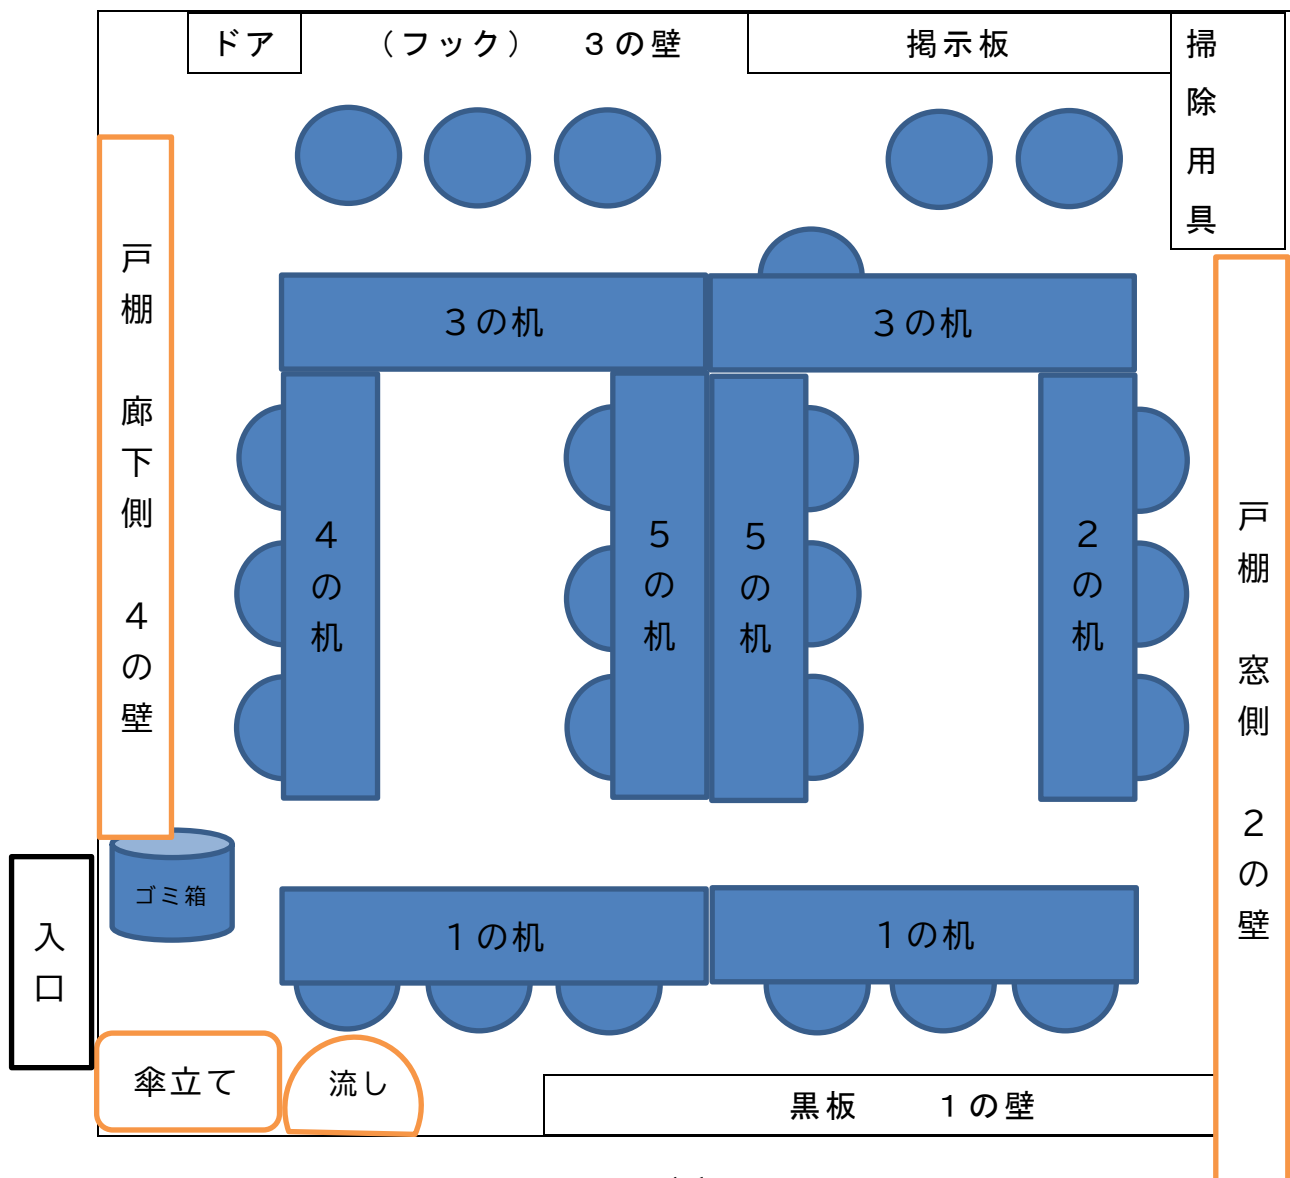 ドア
（フック）　３の壁
掲示板
掃除用具
戸棚　廊下側　４の壁
３の机
３の机
４の机
５の机
５の机
２の机
戸棚　窓側　２の壁
ゴミ箱
入口
１の机
１の机
傘立て
流し
黒板　１の壁